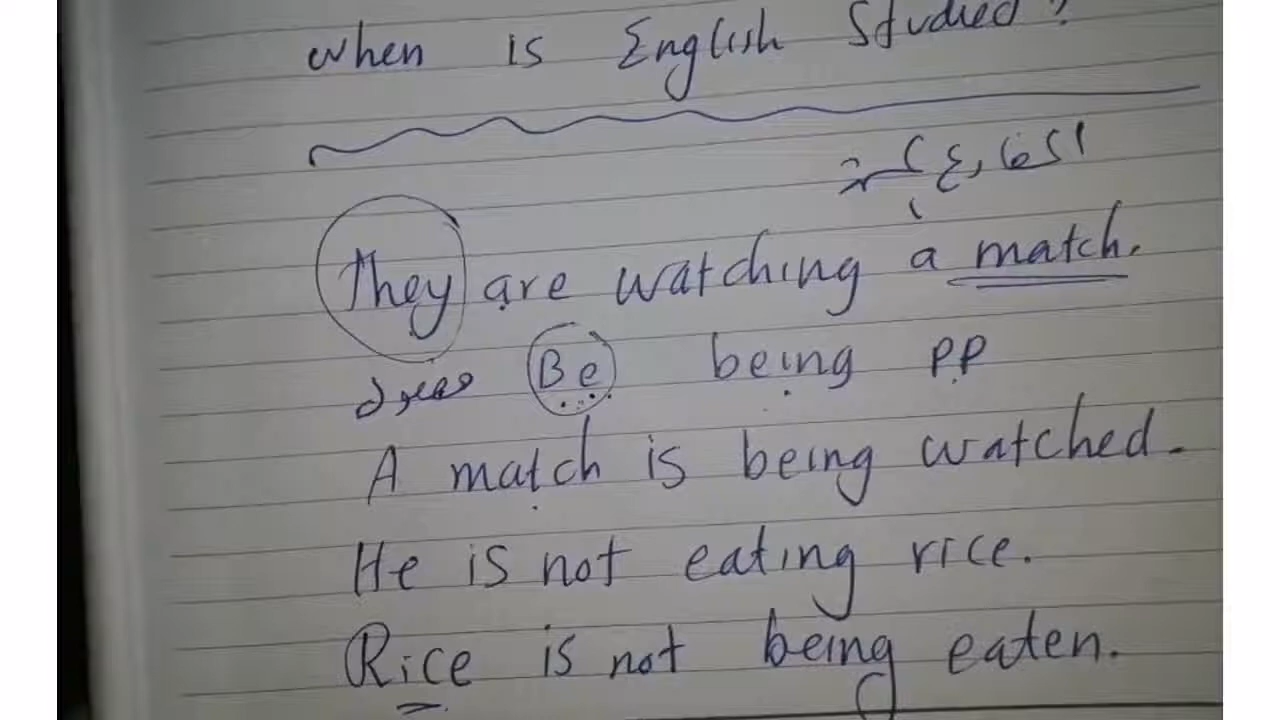 When is English Studied?
They are watching a match.
Be being P.P
A match is being watched.
He is not eating rice.
Rice is not being eaten.